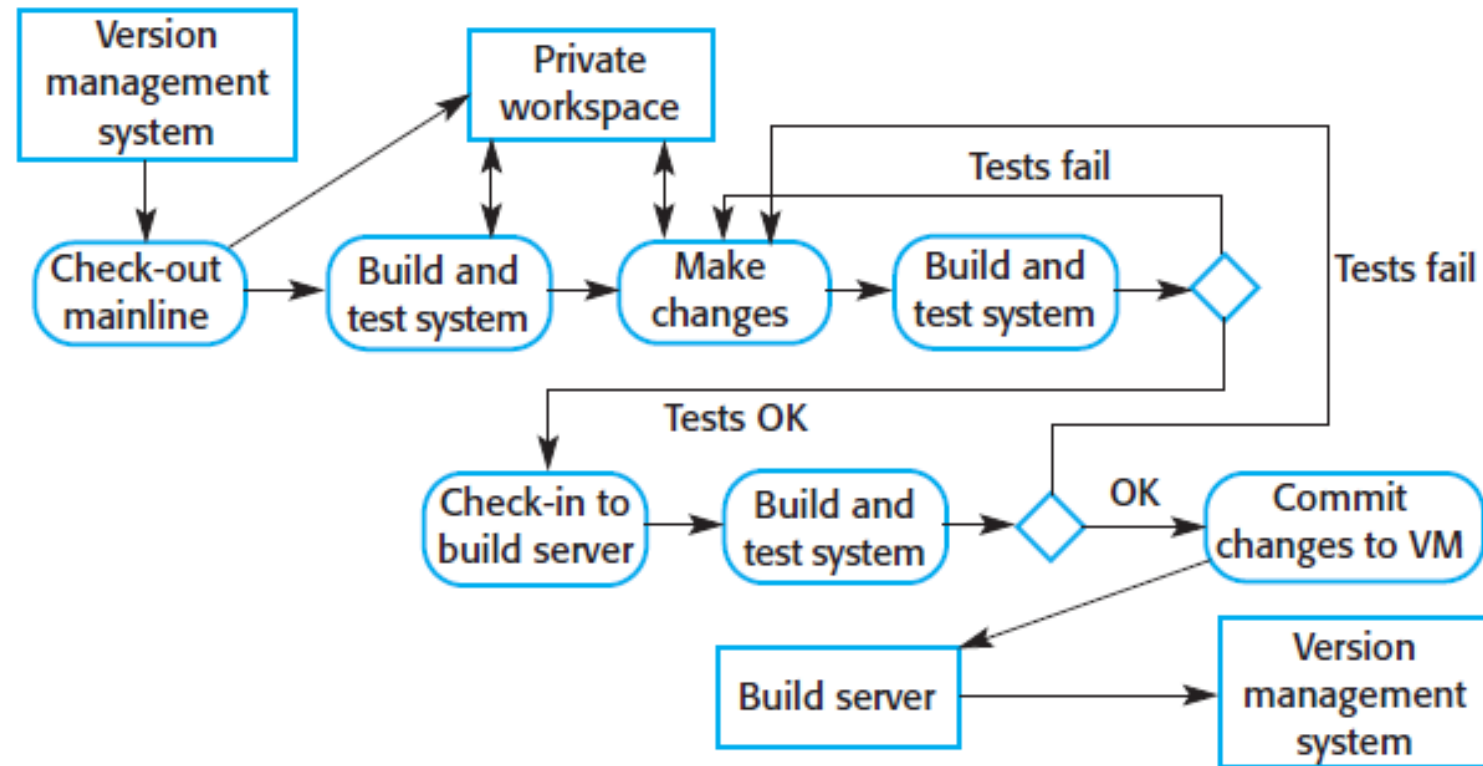 Version
management
system
Private
workspace
Tests fail
Check-out
mainline
Build and
test system
Make
changes
Build and
test system
Tests fail
Tests OK
Check-in to
build server
Build and
test system
OK
Commit
changes to VM
Build server
Version
management
system